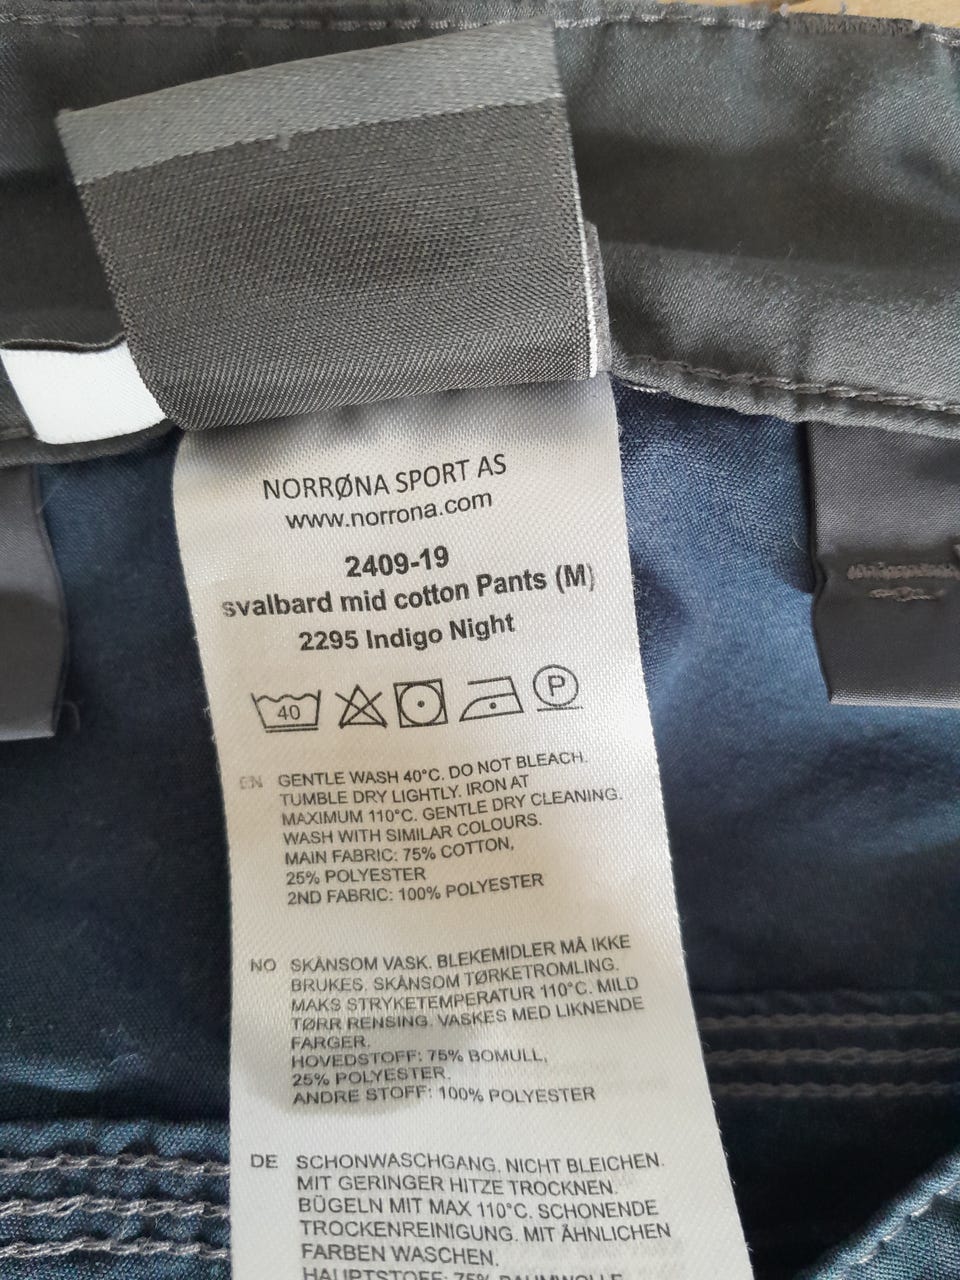 NORRØNA SPORT AS
www.norrona.com
2409-19
svalbard mid cotton Pants (M)
2295 Indigo Night
40 P
EN GENTLE WASH 40°C. DO NOT BLEACH.
TUMBLE DRY LIGHTLY. IRON AT
MAXIMUM 110°C. GENTLE DRY CLEANING.
WASH WITH SIMILAR COLOURS.
MAIN FABRIC: 75% COTTON,
25% POLYESTER
2ND FABRIC: 100% POLYESTER
NO SKÅNSOM VASK. BLEKEMIDLER MÅ IKKE
BRUKES. SKÅNSOM TØRKETROMLING.
MAKS STRYKETEMPERATUR 110°C. MILD
TØRR RENSING. VASKES MED LIKNENDE
FARGER.
HOVEDSTOFF: 75% BOMULL,
25% POLYESTER.
ANDRE STOFF: 100% POLYESTER
DE SCHONWASCHGANG. NICHT BLEICHEN.
MIT GERINGER HITZE TROCKNEN.
BÜGELN MIT MAX 110°C. SCHONENDE
TROCKENREINIGUNG. MIT ÄHNLICHEN
FARBEN WASCHEN.
HAUPTSTOFF: 75% BAUMWOLLE